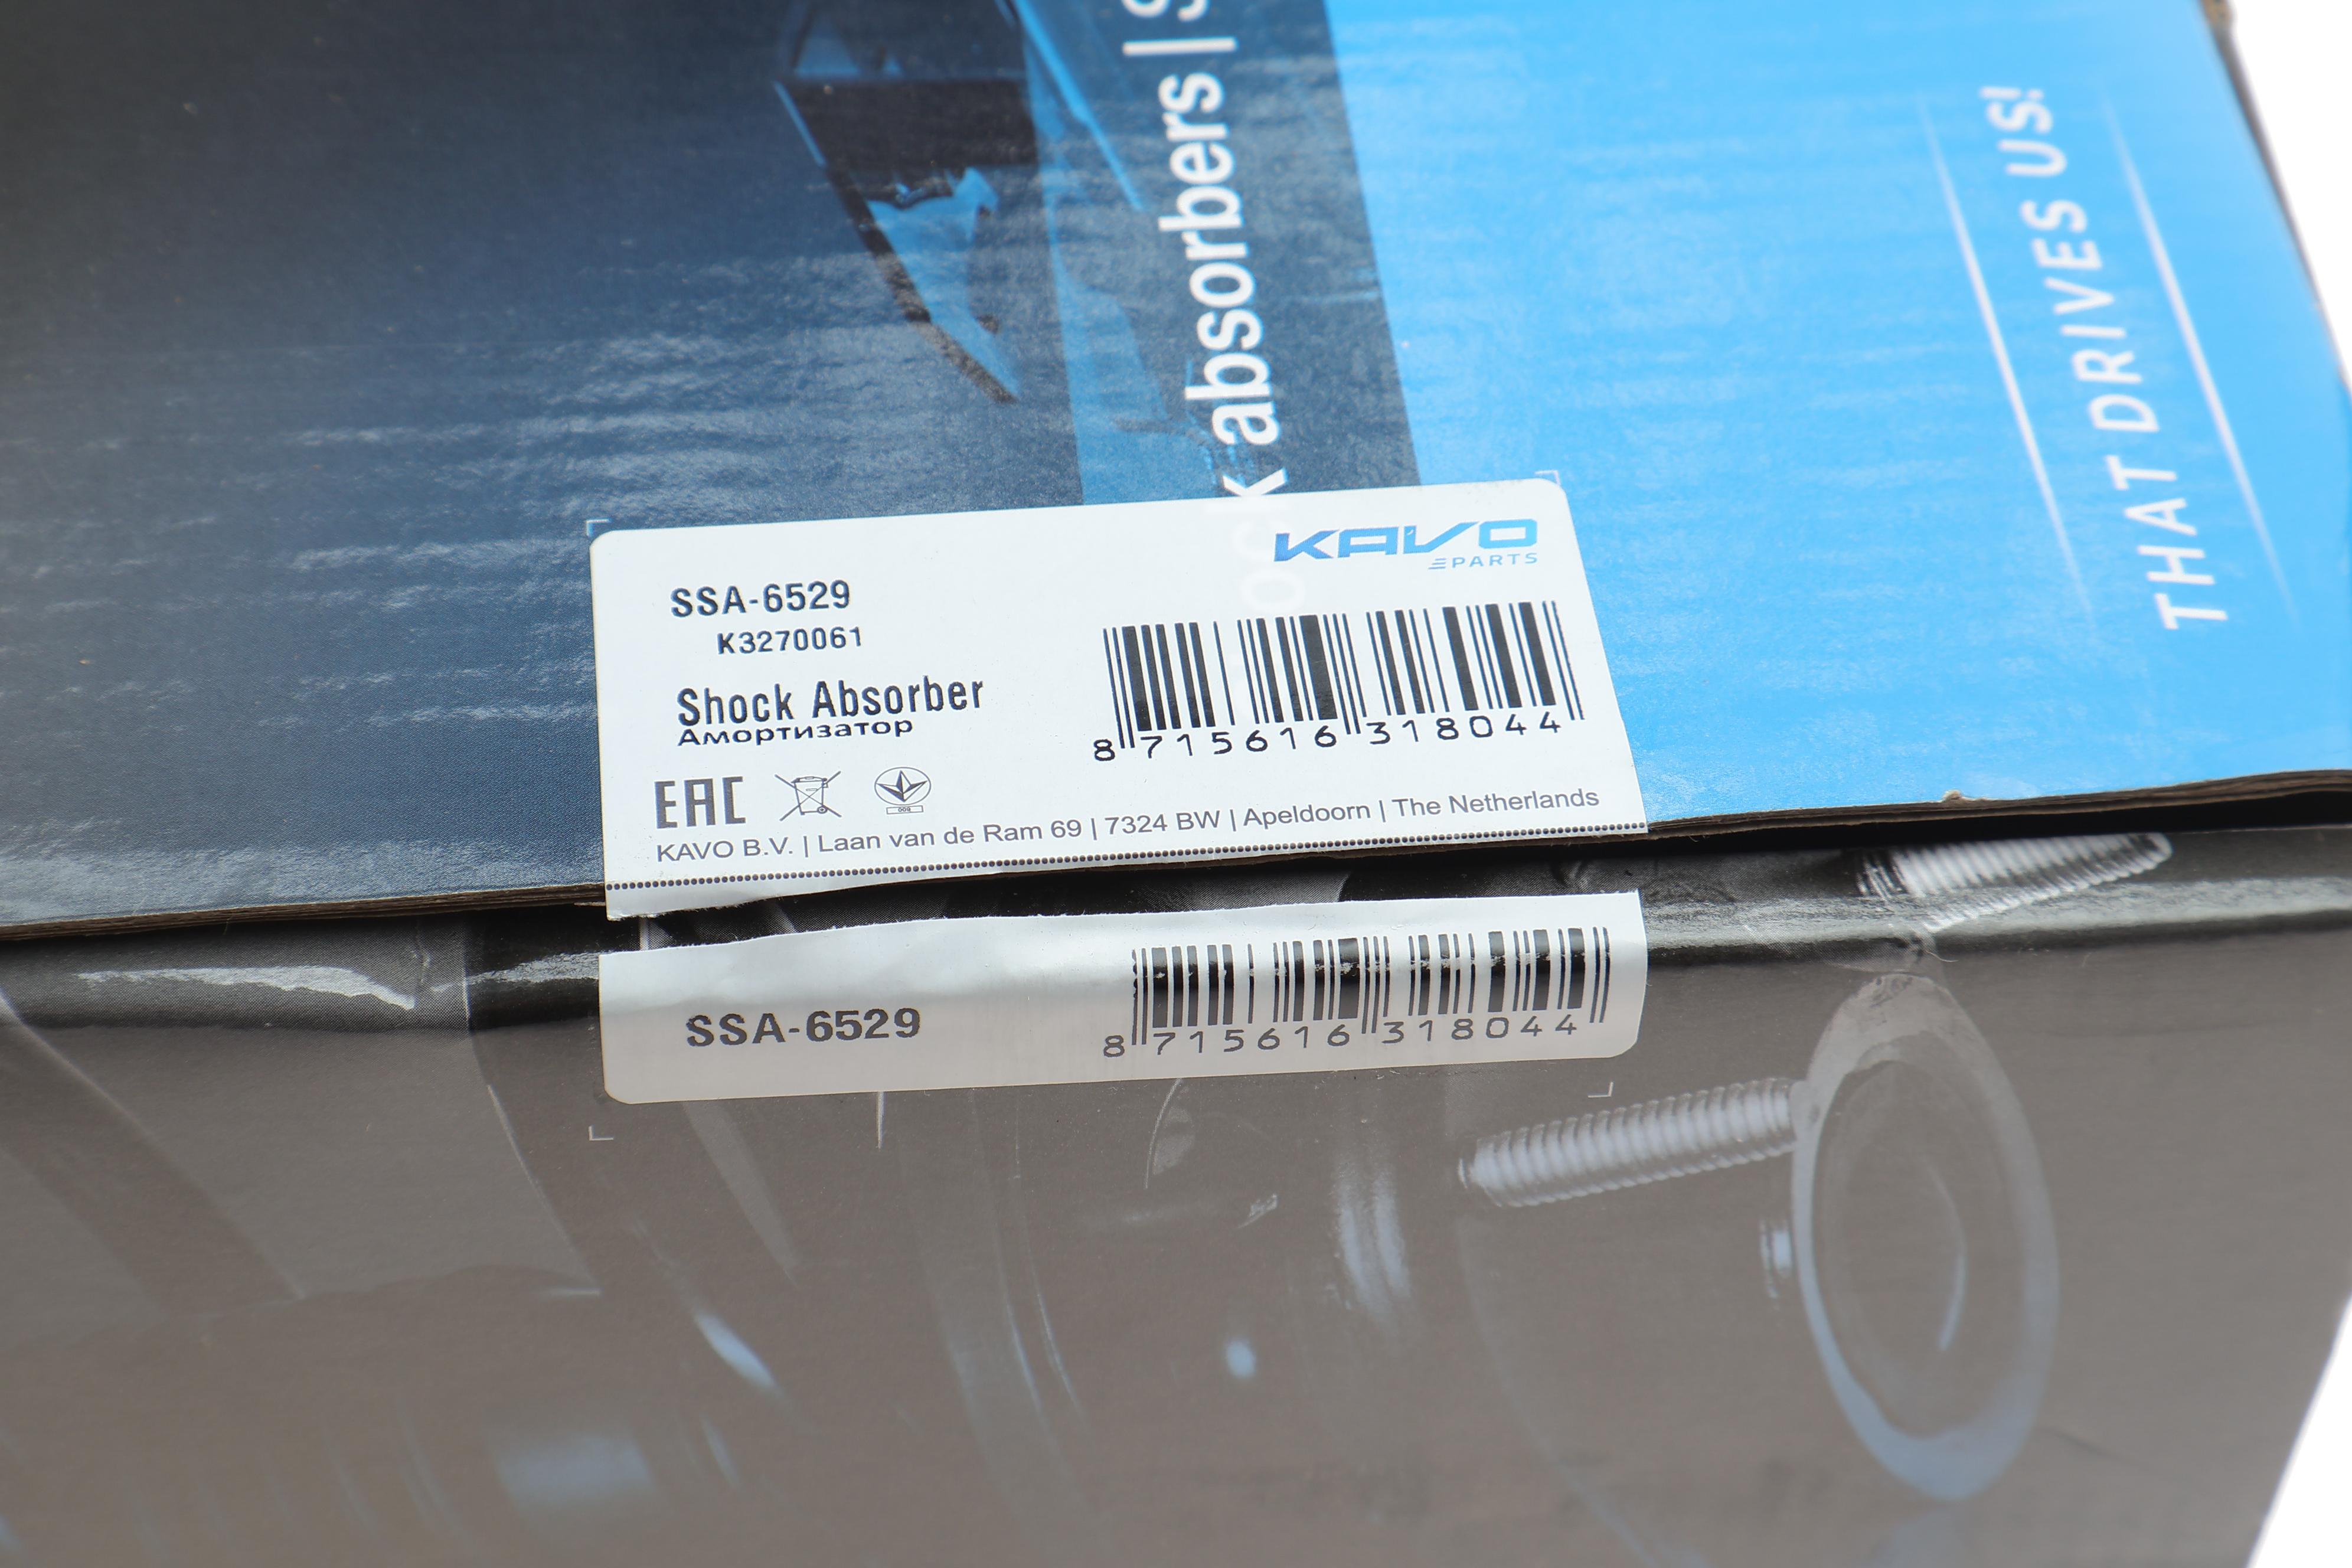 absorbers |
THAT DRIVES US!
KAVO
PARTS
SSA-6529
K3270061
Shock Absorber
Амортизатор
8 715616 318044
EAC
KAVO B.V. | Laan van de Ram 69 | 7324 BW | Apeldoorn | The Netherlands
SSA-6529
8 715616 318044